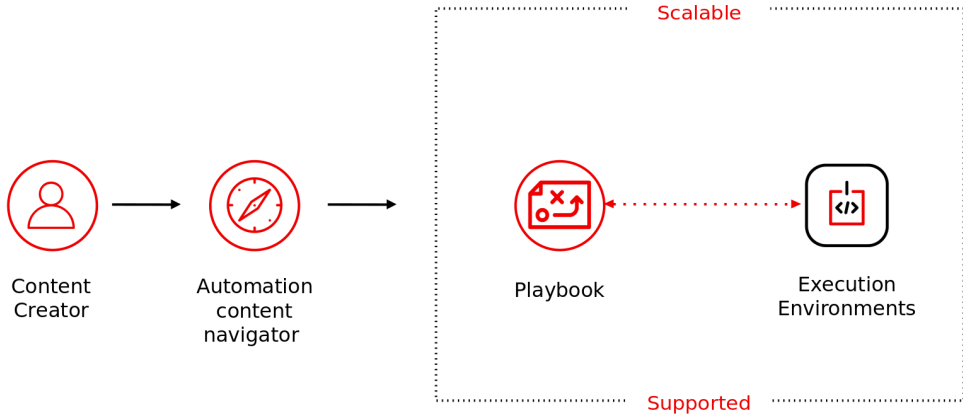 Scalable
</>
Content
Creator
Automation
content
navigator
Playbook
Execution
Environments
Supported